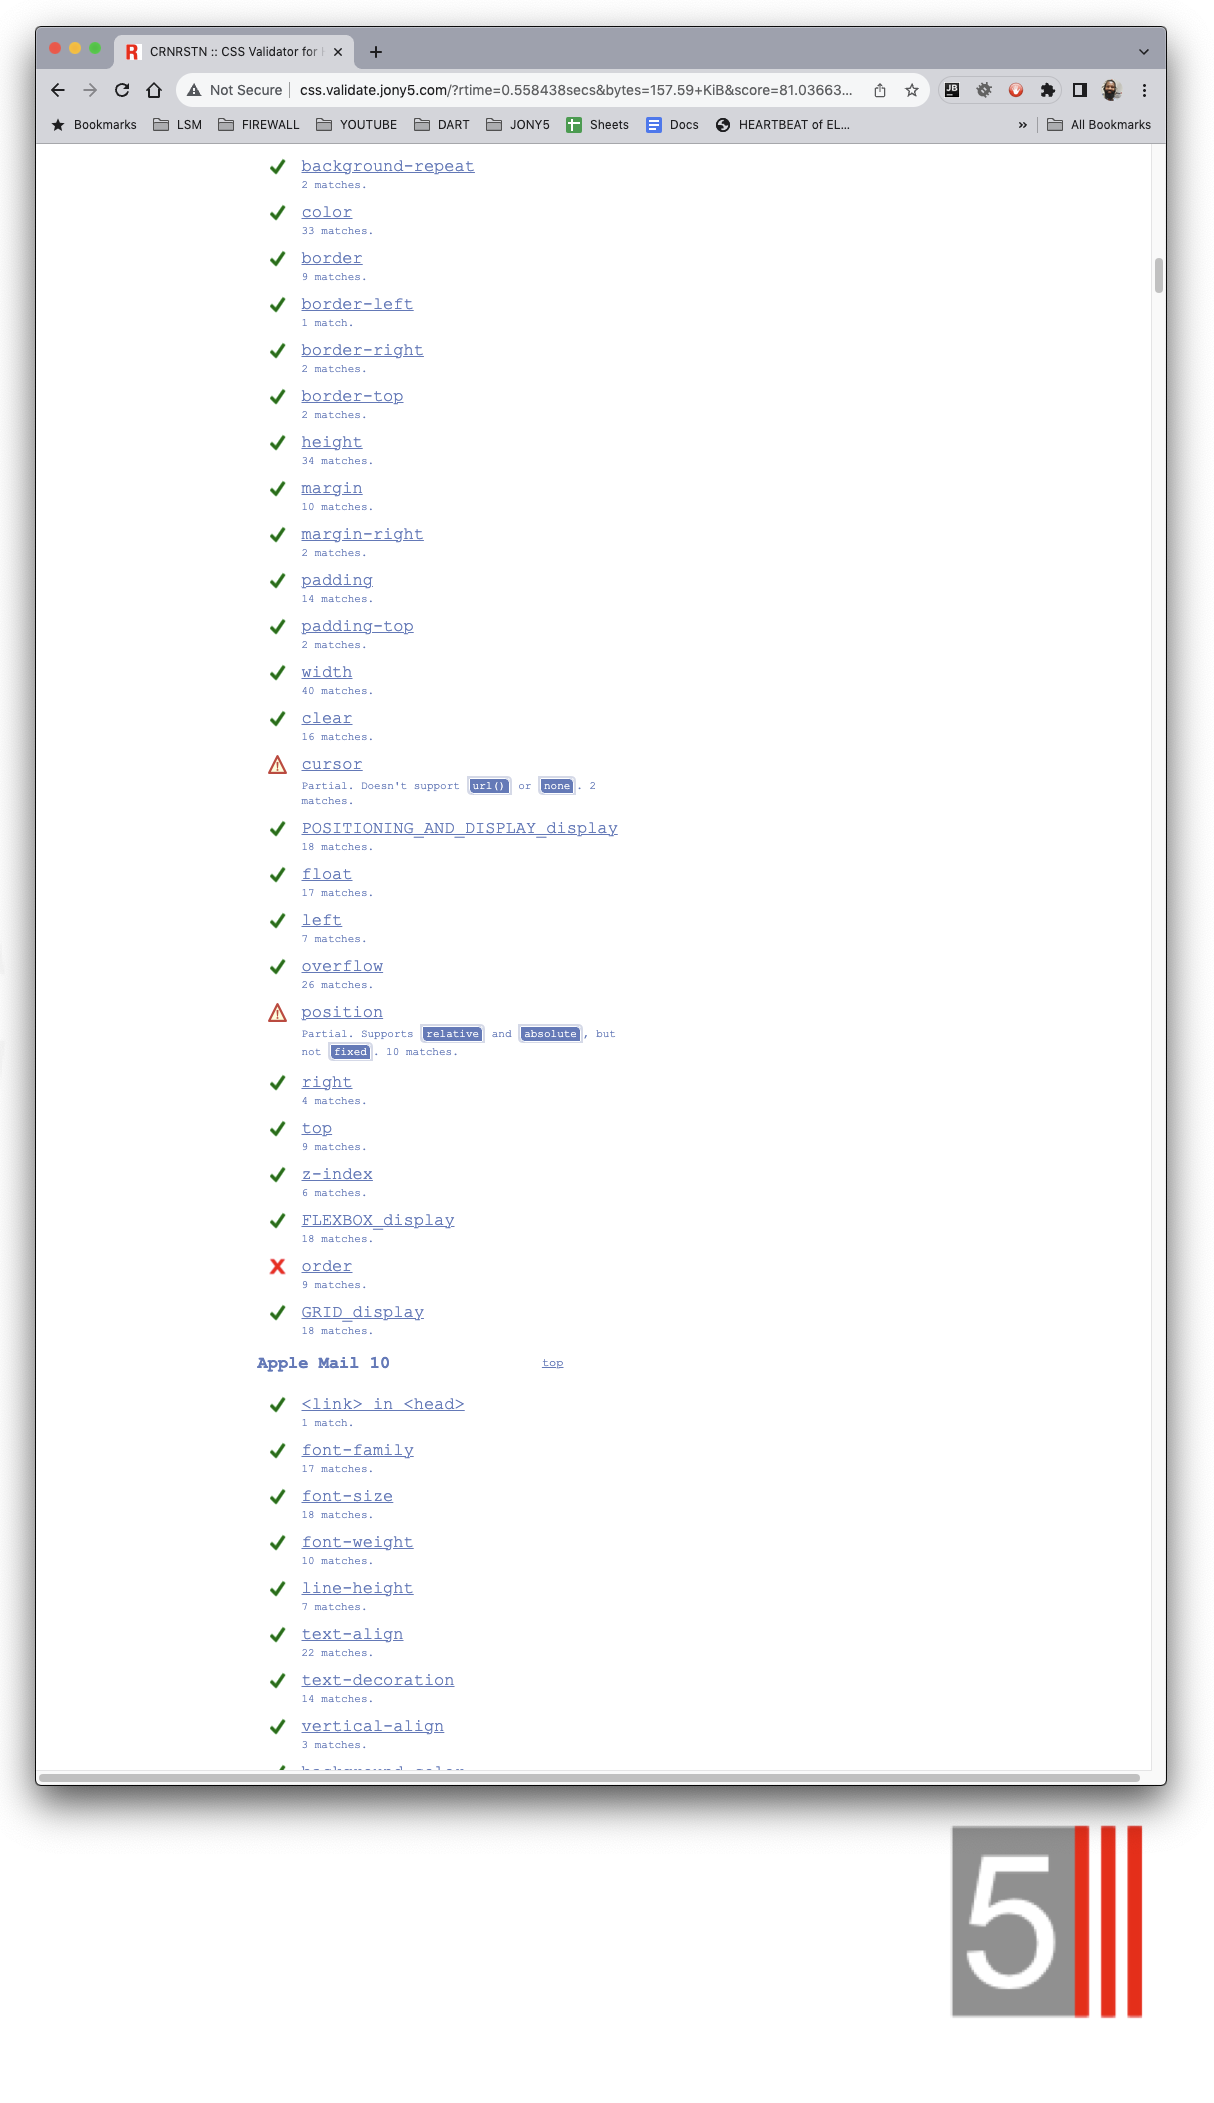 R CRNRSTN :: CSS Validator for
Not Secure css.validate.jony5.com/?rtime=0.558438secs&bytes=157.59+KiB&score=81.03663...
JB
Bookmarks LSM FIREWALL YOUTUBE DART JONY5 Sheets Docs HEARTBEAT of EL... » All Bookmarks
background-repeat
2 matches.
color
33 matches.
border
9 matches.
border-left
1 match.
border-right
2 matches.
border-top
2 matches.
height
34 matches.
margin
10 matches.
margin-right
2 matches.
padding
14 matches.
padding-top
2 matches.
width
40 matches.
clear
16 matches.
cursor
Partial. Doesn't support url() or none. 2
matches.
POSITIONING_AND_DISPLAY_display
18 matches.
float
17 matches.
left
7 matches.
overflow
26 matches.
position
Partial. Supports relative and absolute, but
not fixed. 10 matches.
right
4 matches.
top
9 matches.
z-index
6 matches.
FLEXBOX_display
18 matches.
order
9 matches.
GRID_display
18 matches.
Apple Mail 10 top
<link> in <head>
1 match.
font-family
17 matches.
font-size
18 matches.
font-weight
10 matches.
line-height
7 matches.
text-align
22 matches.
text-decoration
14 matches.
vertical-align
3 matches.
background-color
5